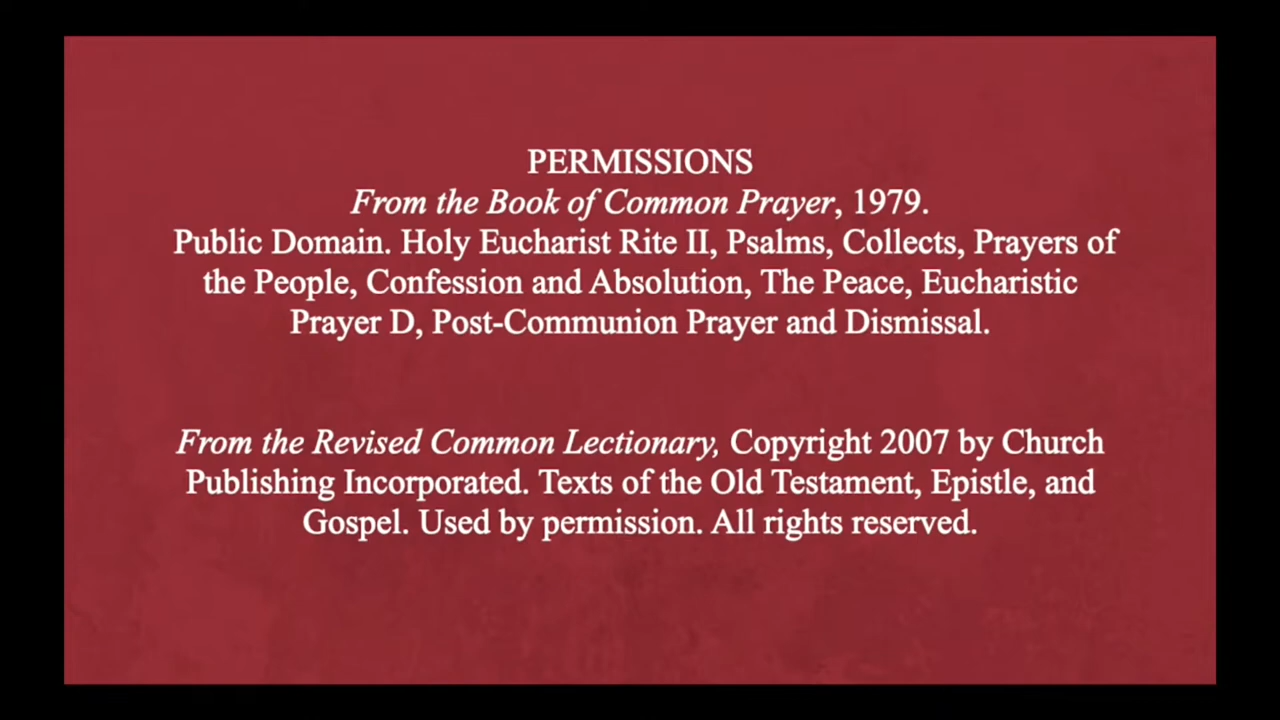 PERMISSIONS
From the Book of Common Prayer, 1979.
Public Domain. Holy Eucharist Rite II, Psalms, Collects, Prayers of
the People, Confession and Absolution, The Peace, Eucharistic
Prayer D, Post-Communion Prayer and Dismissal.
From the Revised Common Lectionary, Copyright 2007 by Church
Publishing Incorporated. Texts of the Old Testament, Epistle, and
Gospel. Used by permission. All rights reserved.